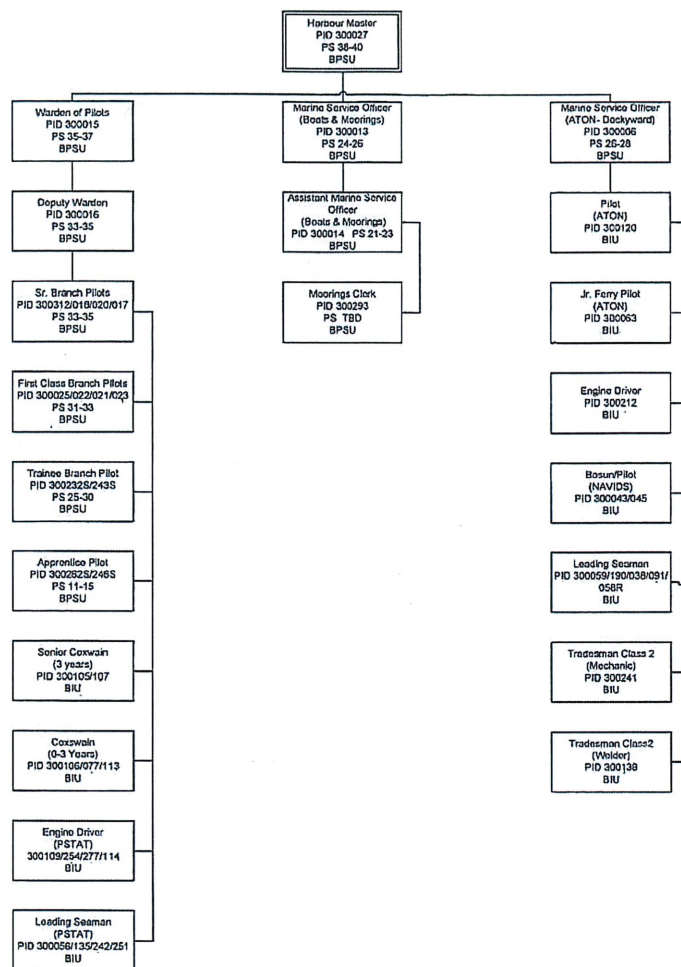 Harbour Master
PID 300027
PS 38-40
BPSU
Warden of Pilots
PID 300015
PS 35-37
BPSU
Deputy Warden
PID 300016
PS 33-35
BPSU
Sr. Branch Pilots
PID 300312/018/020/017
PS 33-35
BPSU
First Class Branch Pilots
PID 300025/022/021/023
PS 31-33
BPSU
Trainee Branch Pilot
PID 300232S/243S
PS 25-30
BPSU
Apprentice Pilot
PID 300262S/246S
PS 11-15
BPSU
Senior Coxwain
(3 years)
PID 300105/107
BIU
Coxswain
(0-3 Years)
PID 300106/077/113
BIU
Engine Driver
(PSTAT)
300109/254/277/114
BIU
Leading Seaman
(PSTAT)
PID 300056/135/242/251
BIU
Marine Service Officer
(Boats & Moorings)
PID 300013
PS 24-26
BPSU
Assistant Marine Service
Officer
(Boats & Moorings)
PID 300014 PS 21-23
BPSU
Moorings Clerk
PID 300293
PS TBD
BPSU
Marine Service Officer
(ATON- Dockyward)
PID 300006
PS 26-28
BPSU
Pilot
(ATON)
PID 300120
BIU
Jr. Ferry Pilot
(ATON)
PID 300063
BIU
Engine Driver
PID 300212
BIU
Bosun/Pilot
(NAVIDS)
PID 300043/045
BIU
Leading Seaman
PID 300059/190/038/091/
058R
BIU
Tradesman Class 2
(Mechanic)
PID 300241
BIU
Tradesman Class2
(Welder)
PID 300139
BIU